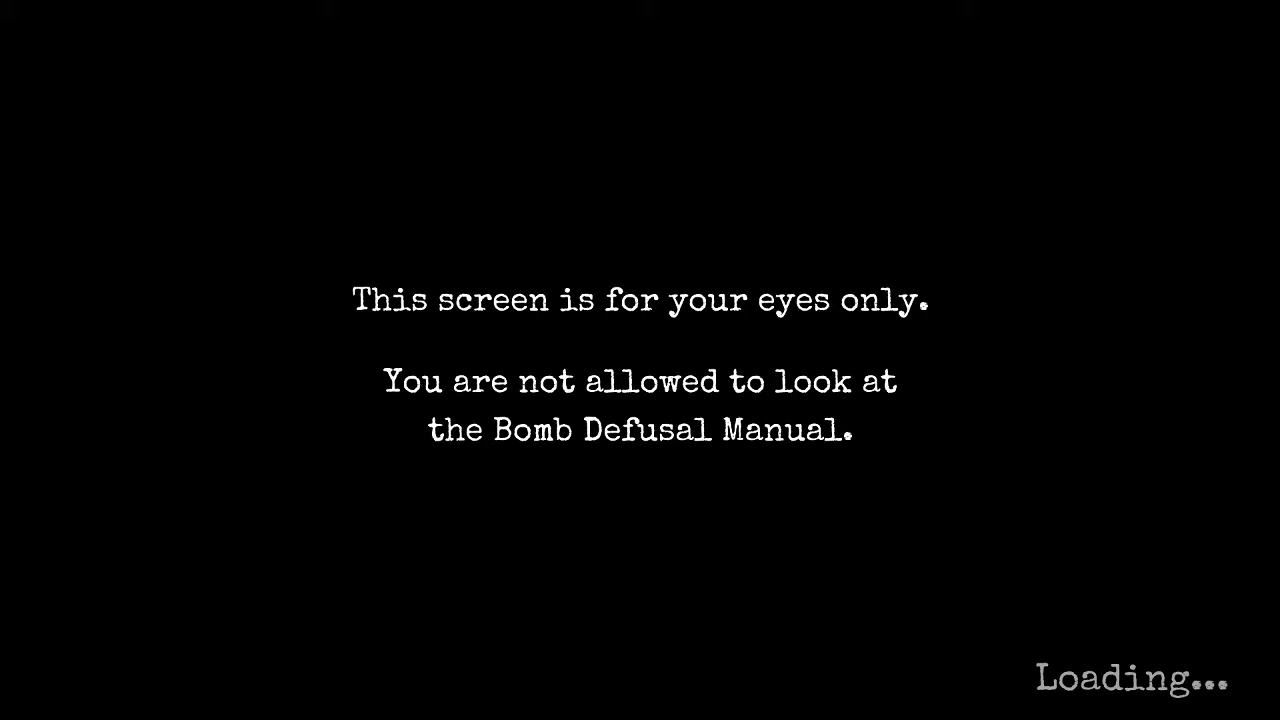 This screen is for your eyes only.
You are not allowed to look at
the Bomb Defusal Manual.
Loading...